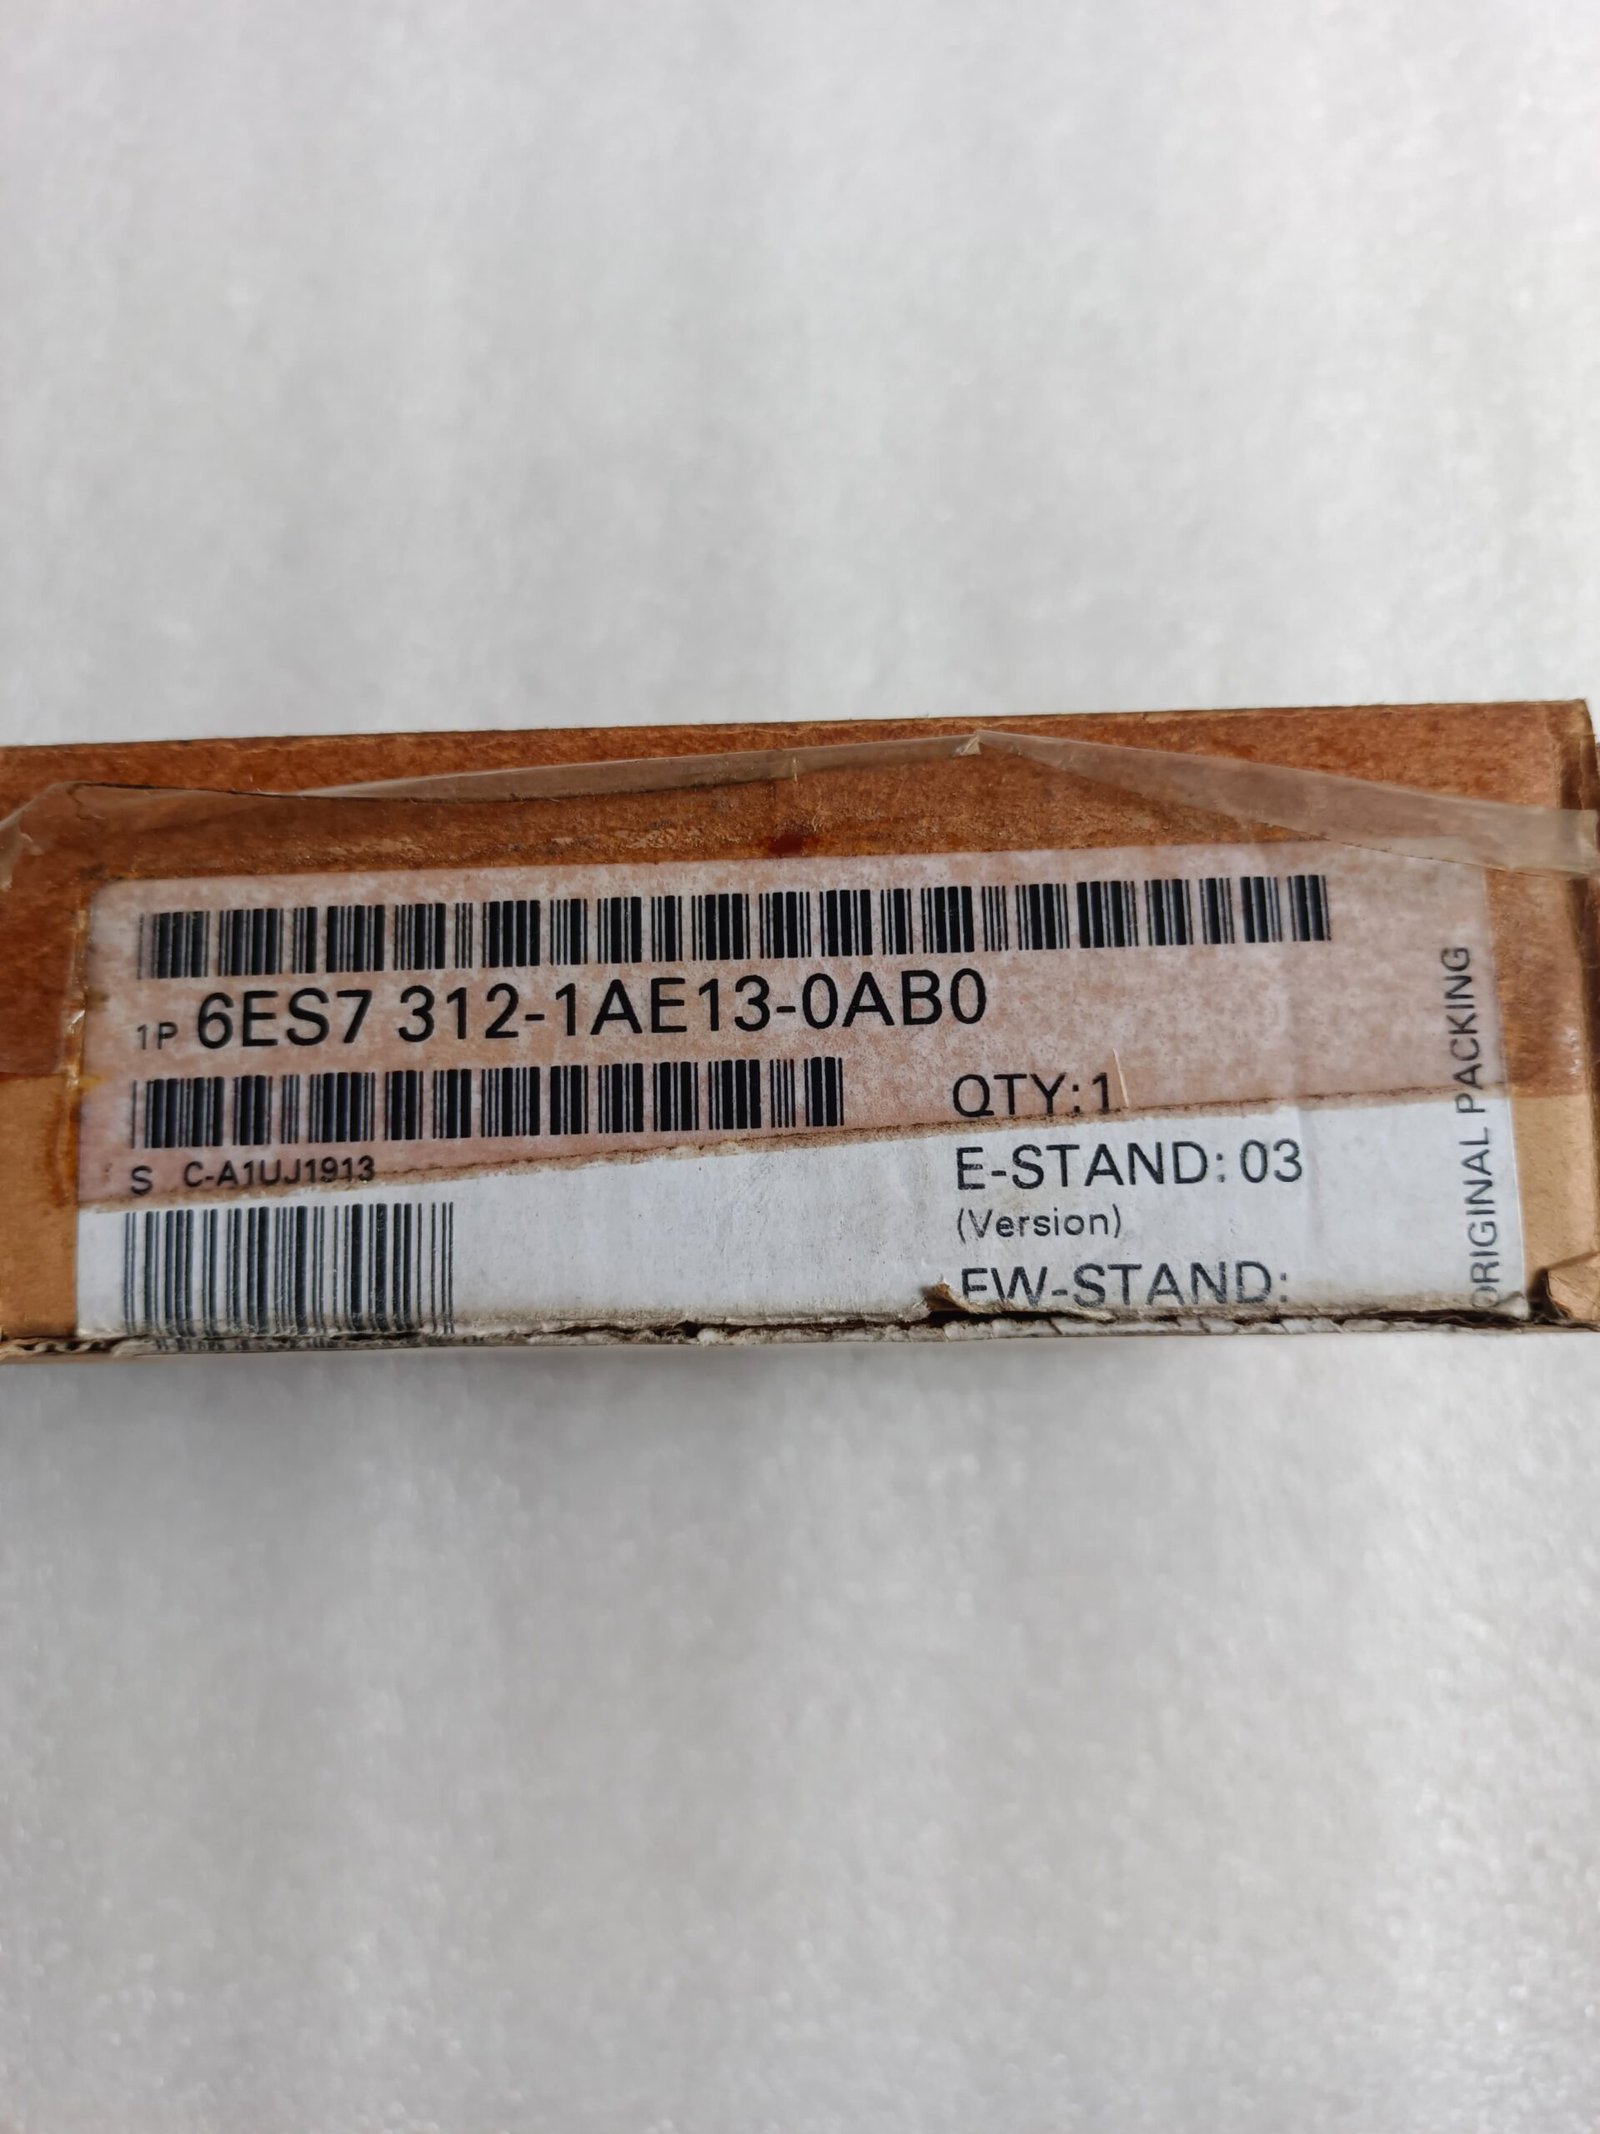 1P 6ES7 312-1AE13-0AB0
QTY:1
S C-A1UJ1913
E-STAND: 03
(Version)
FW-STAND:
ORIGINAL PACKING